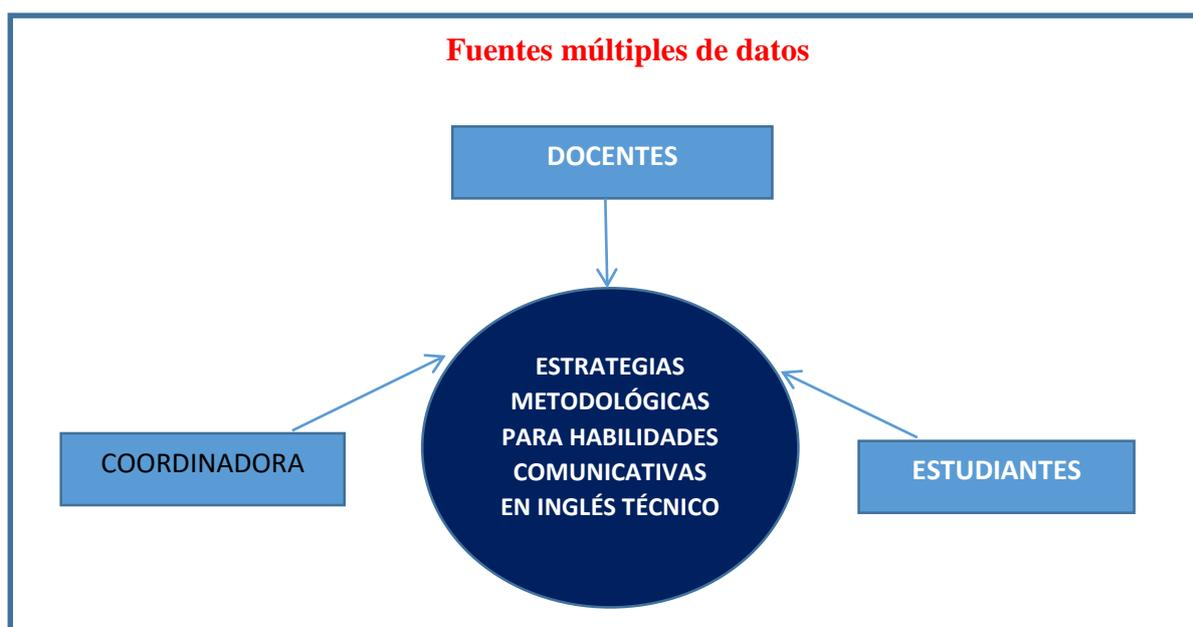 Fuentes múltiples de datos
DOCENTES
ESTRATEGIAS
METODOLÓGICAS
PARA HABILIDADES
COMUNICATIVAS
EN INGLÉS TÉCNICO
COORDINADORA
ESTUDIANTES